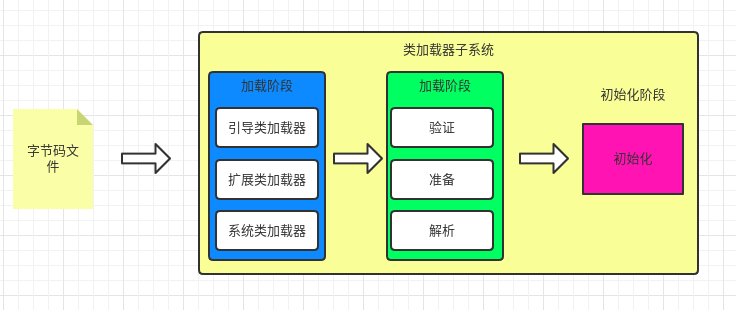 类加载器子系统
加载阶段
引导类加载器
扩展类加载器
系统类加载器
加载阶段
验证
准备
解析
初始化阶段
初始化
字节码文
件